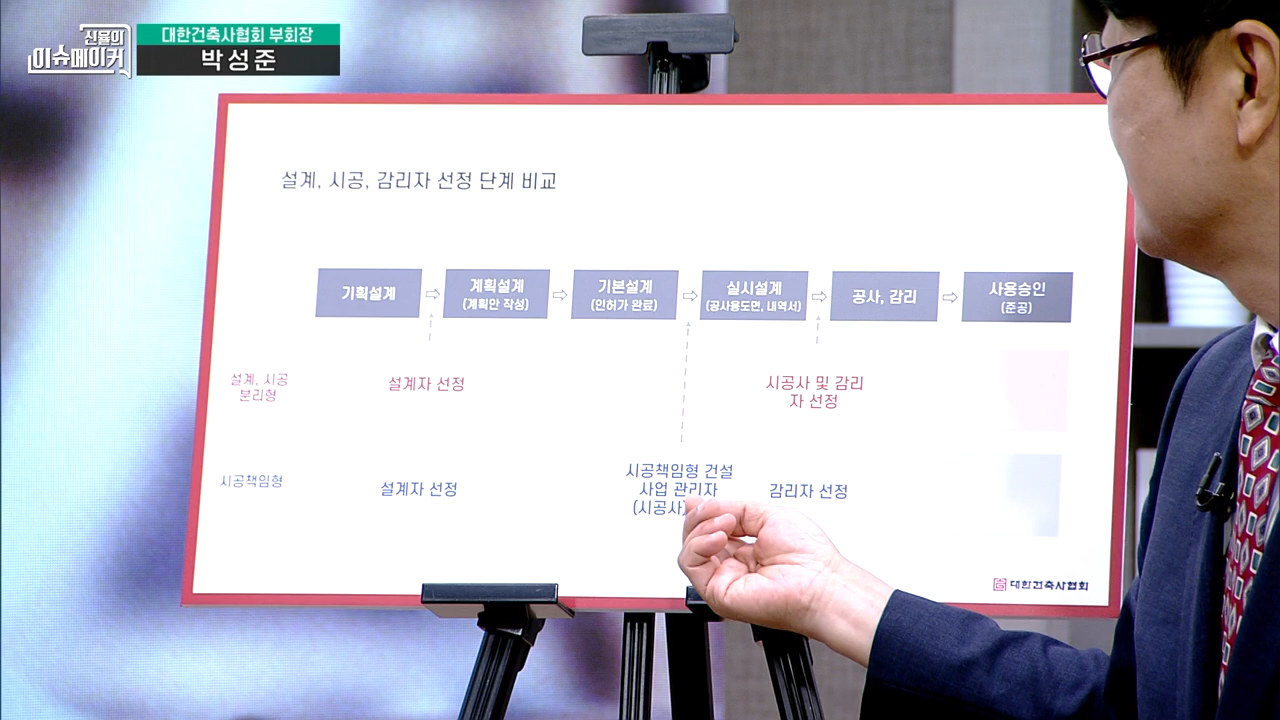 신율의
이슈메이커
대한건축사협회 부회장
박성준
설계, 시공, 감리자 선정 단계 비교
기획설계
계획설계
(계획안 작성)
기본설계
(인허가 완료)
실시설계
(공사용도면, 내역서)
공사, 감리
사용승인
(준공)
설계, 시공
분리형
설계자 선정
시공사 및 감리
자 선정
시공책임형
설계자 선정
시공책임형 건설
사업 관리자
(시공사)
감리자 선정
대한건축사협회